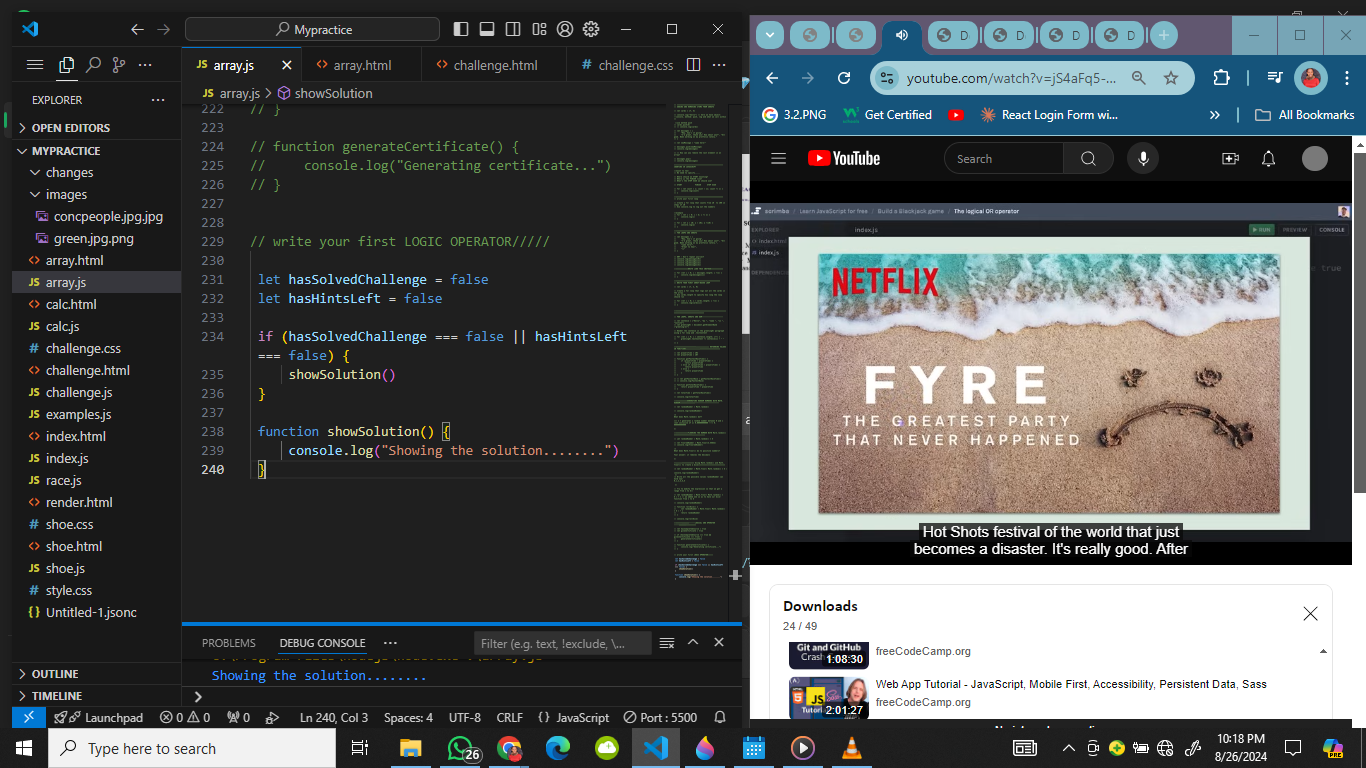 Mypractice
array.js
array.html
challenge.html
challenge.css
EXPLORER
array.js > showSolution
OPEN EDITORS
MYPRACTICE
changes
images
concpeople.jpg.jpg
green.jpg.png
array.html
array.js
calc.html
calc.js
challenge.css
challenge.html
challenge.js
examples.js
index.html
index.js
race.js
render.html
shoe.css
shoe.html
shoe.js
style.css
Untitled-1.jsonc
OUTLINE
TIMELINE
222 // }
223
224 // function generateCertificate() {
225 //     console.log("Generating certificate...")
226 // }
227
228
229 // write your first LOGIC OPERATOR/////
230
231 let hasSolvedChallenge = false
232 let hasHintsLeft = false
233
234 if (hasSolvedChallenge === false || hasHintsLeft
=== false) {
235     showSolution()
236 }
237
238 function showSolution() {
239     console.log("Showing the solution........")
240 }
PROBLEMS
DEBUG CONSOLE
Filter (e.g. text, !exclude, \...
Showing the solution........
Launchpad
0
0
0
Ln 240, Col 3
Spaces: 4
UTF-8
CRLF
JavaScript
Port : 5500
D
D
D
D
youtube.com/watch?v=jS4aFq5-...
3.2.PNG
Get Certified
React Login Form wi...
All Bookmarks
YouTube
Search
scrimba / Learn JavaScript for free / Build a Blackjack game / The logical OR operator
EXPLORER
index.js
RUN
PREVIEW
CONSOLE
index.html
index.js
true
NETFLIX
FYRE
THE GREATEST PARTY
THAT NEVER HAPPENED
Hot Shots festival of the world that just
becomes a disaster. It's really good. After
Downloads
24 / 49
Git and GitHub
Crash
1:08:30
freeCodeCamp.org
Web App Tutorial - JavaScript, Mobile First, Accessibility, Persistent Data, Sass
JS
2:01:27
freeCodeCamp.org
Type here to search
26
10:18 PM
8/26/2024
PRE